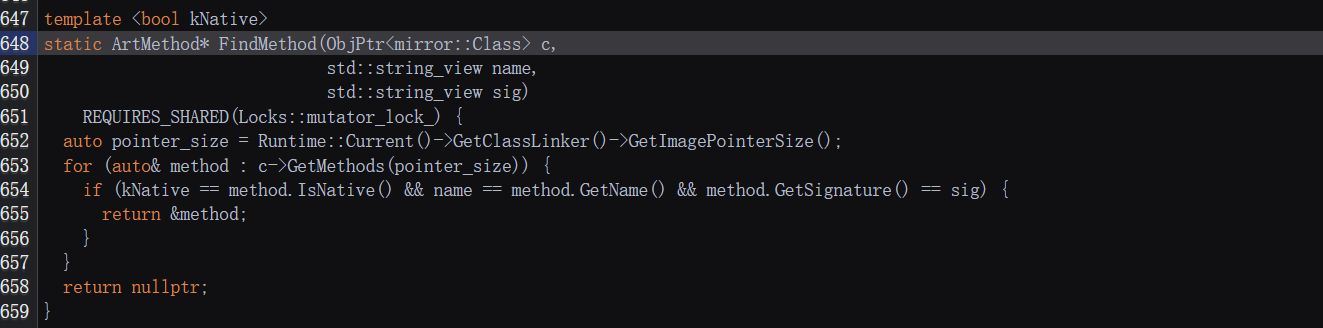 647 template <bool kNative>
648 static ArtMethod* FindMethod(ObjPtr<mirror::Class> c,
649                              std::string_view name,
650                              std::string_view sig)
651     REQUIRES_SHARED(Locks::mutator_lock_) {
652   auto pointer_size = Runtime::Current()->GetClassLinker()->GetImagePointerSize();
653   for (auto& method : c->GetMethods(pointer_size)) {
654     if (kNative == method.IsNative() && name == method.GetName() && method.GetSignature() == sig) {
655       return &method;
656     }
657   }
658   return nullptr;
659 }